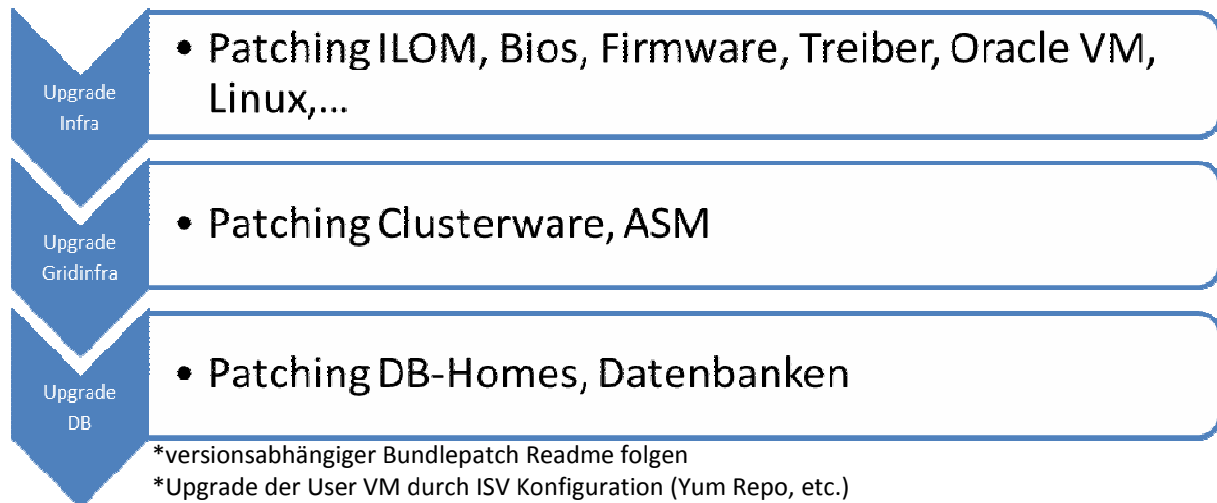 Upgrade
Infra
• Patching ILOM, Bios, Firmware, Treiber, Oracle VM,
Linux,...
Upgrade
Gridinfra
• Patching Clusterware, ASM
Upgrade
DB
• Patching DB-Homes, Datenbanken
*versionsabhängiger Bundlepatch Readme folgen
*Upgrade der User VM durch ISV Konfiguration (Yum Repo, etc.)